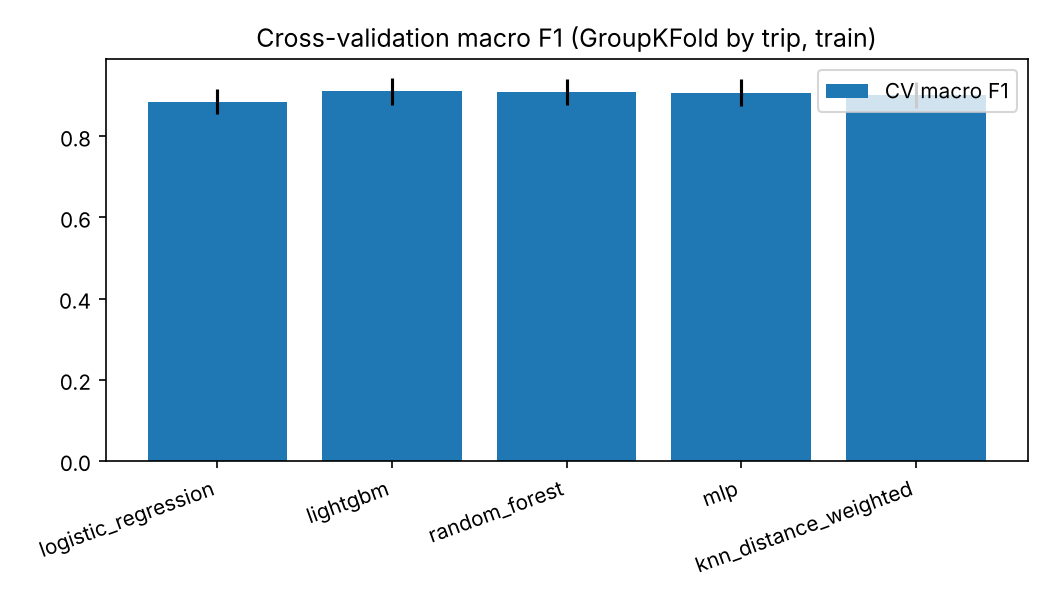 Cross-validation macro F1 (GroupKFold by trip, train)
CV macro F1
0.8
0.6
0.4
0.2
0.0
logistic_regression
lightgbm
random_forest
mlp
knn_distance_weighted